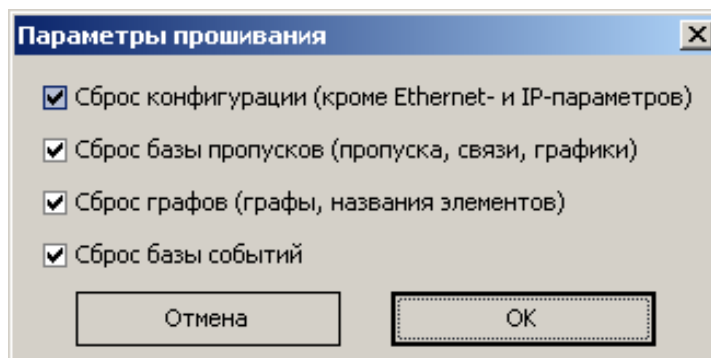 Параметры прошивания
Сброс конфигурации (кроме Ethernet- и IP-параметров)
Сброс базы пропусков (пропуска, связи, графики)
Сброс графов (графы, названия элементов)
Сброс базы событий
Отмена
OK